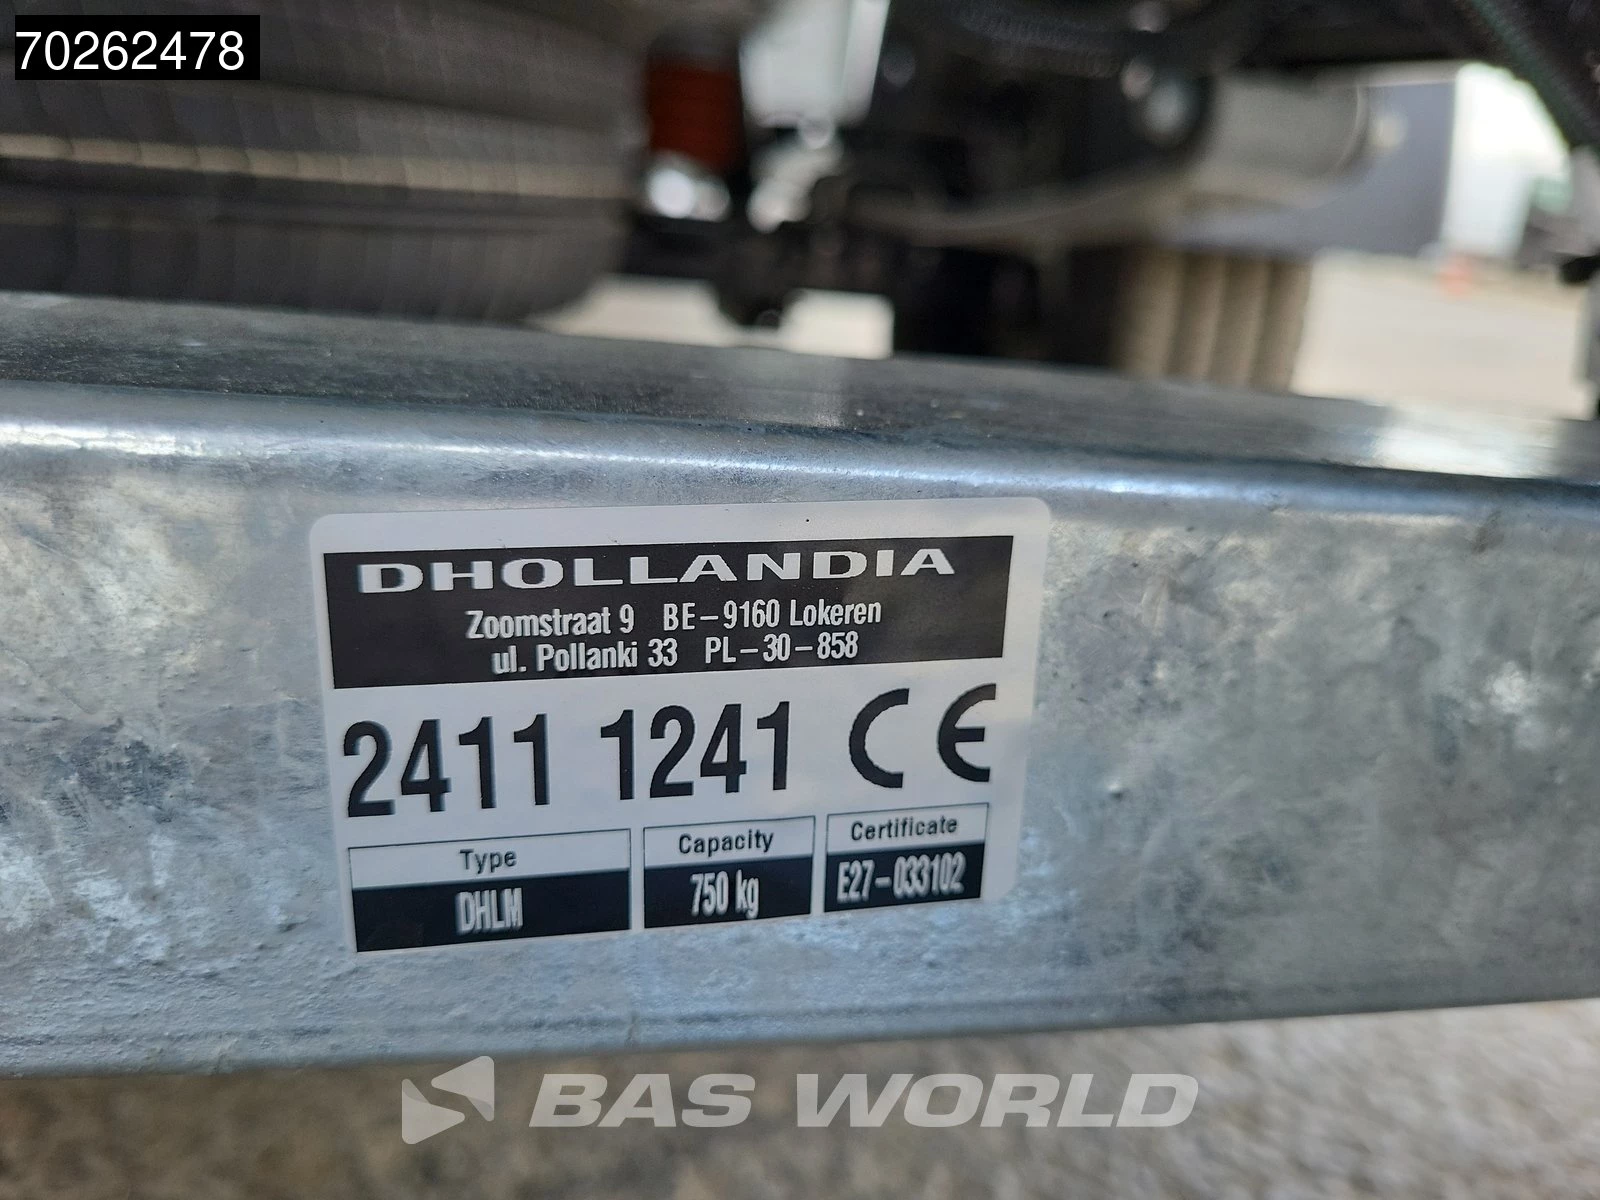 70262478
DHOLLANDIA
Zoomstraat 9 BE-9160 Lokeren
ul. Pollanki 33 PL-30-858
2411 1241 CE
Type Capacity Certificate
DHLM 750 kg E27-033102
BAS WORLD